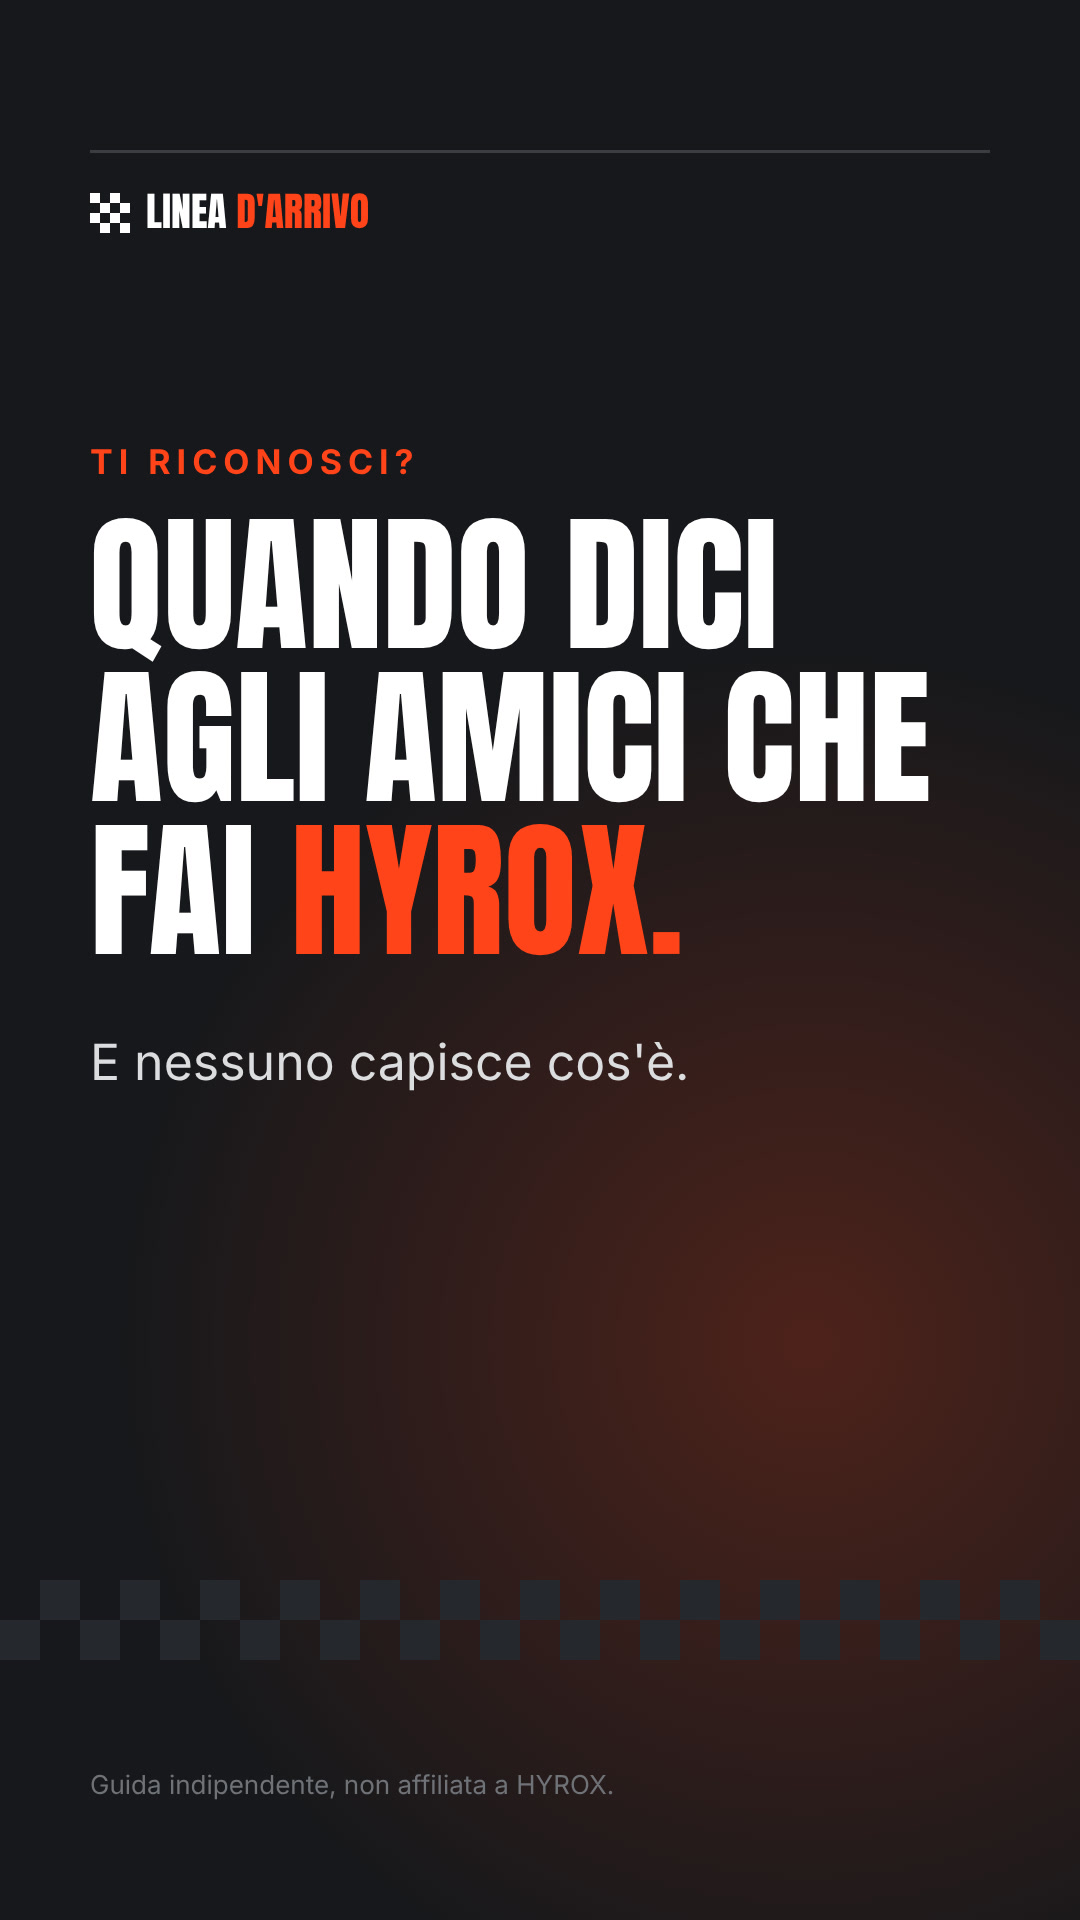 LINEA D'ARRIVO
TI RICONOSCI?
QUANDO DICI
AGLI AMICI CHE
FAI HYROX.
E nessuno capisce cos'è.
Guida indipendente, non affiliata a HYROX.